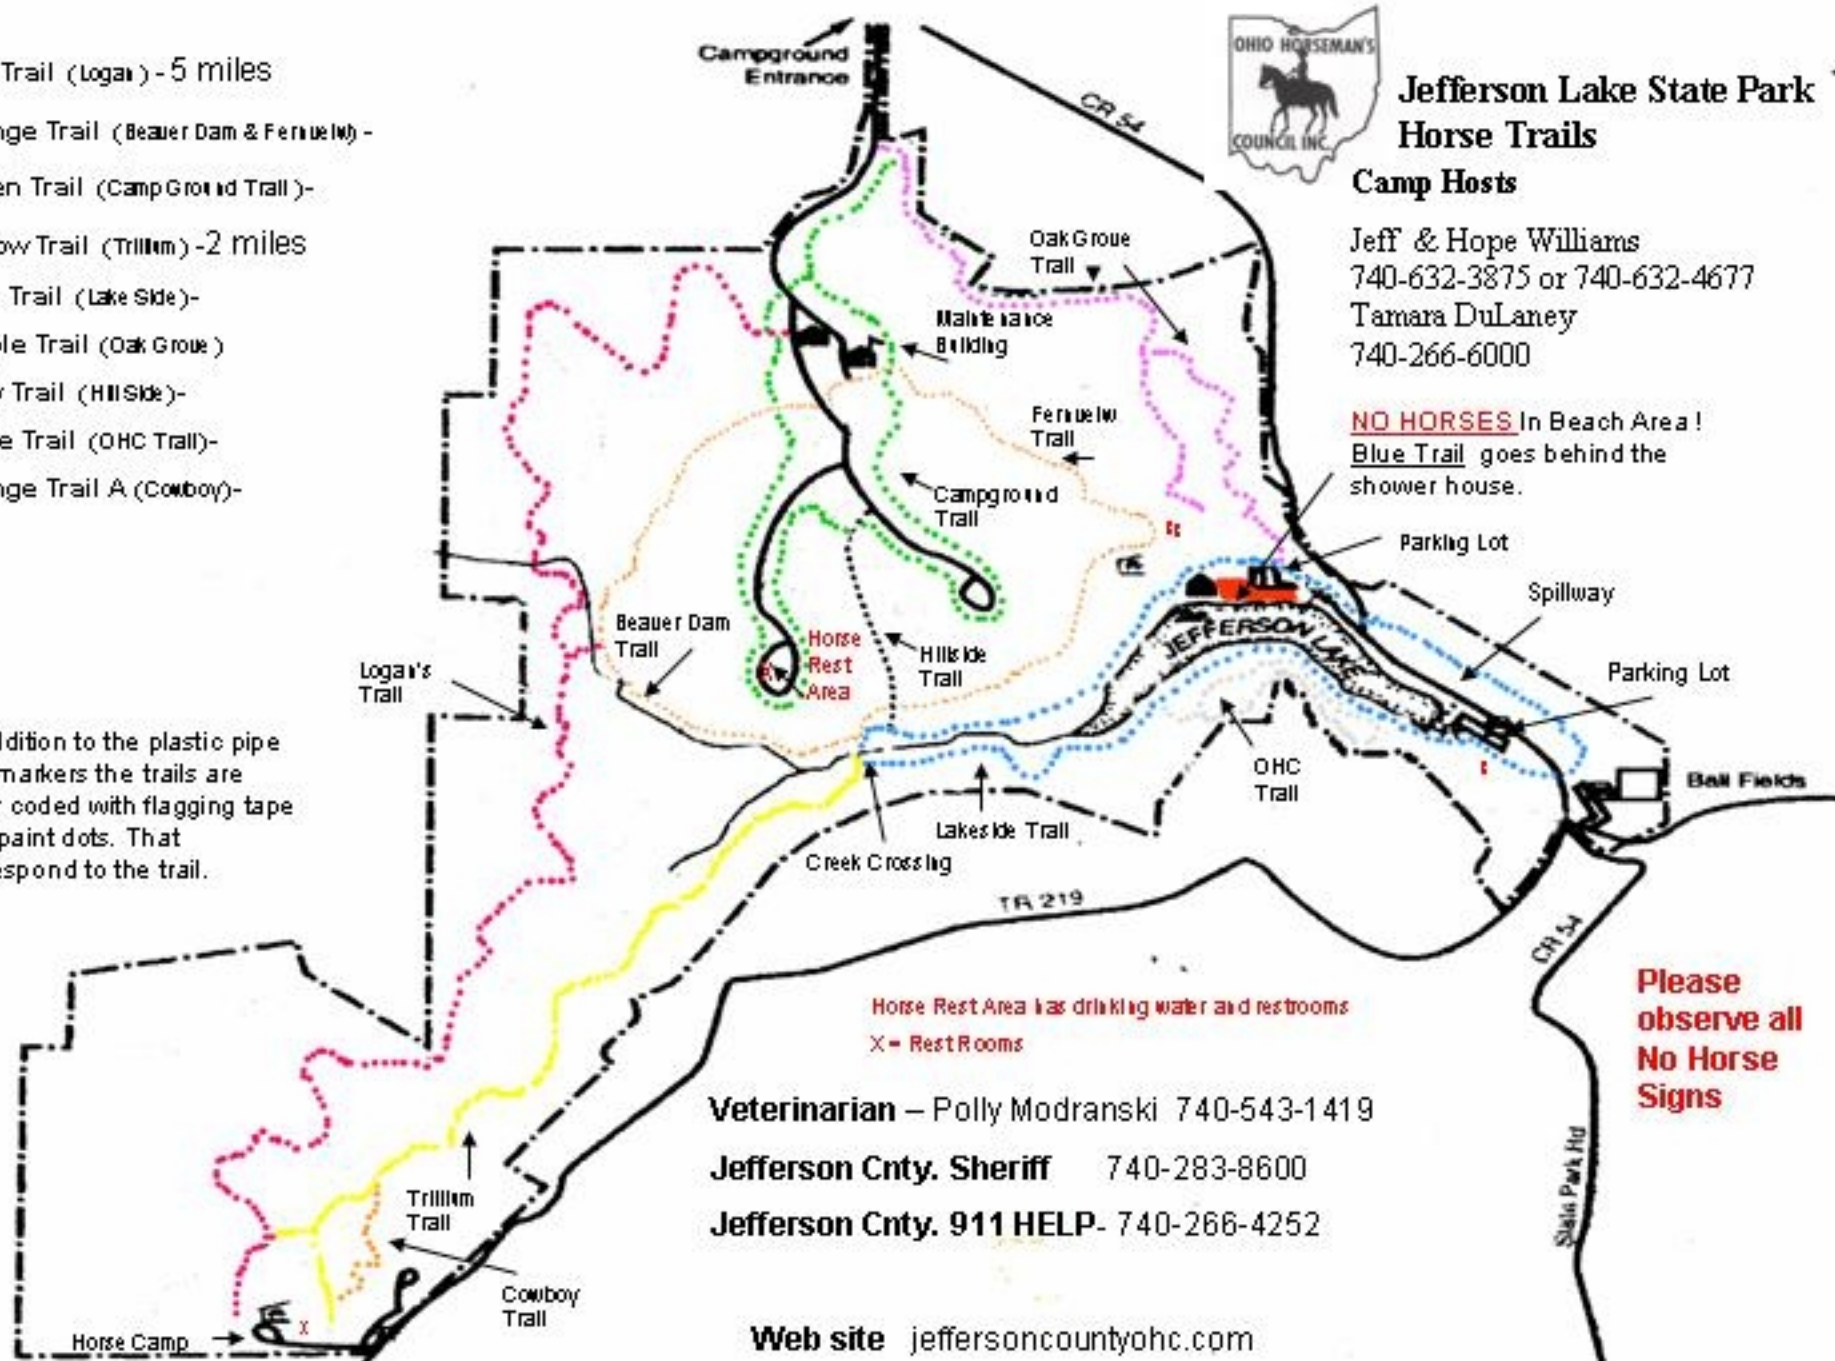 Trail (Logan) - 5 miles
nge Trail (Beaver Dam & Fernview) -
en Trail (CampGround Trail)-
ow Trail (Trillium) -2 miles
Trail (Lake Side)-
ple Trail (Oak Grove)
y Trail (HillSide)-
e Trail (OHC Trail)-
nge Trail A (Cowboy)-
ddition to the plastic pipe
markers the trails are
r coded with flagging tape
paint dots. That
espond to the trail.
Campground
Entrance
CR 54
OHIO HORSEMAN'S
COUNCIL INC.
Jefferson Lake State Park
Horse Trails
Camp Hosts
Jeff & Hope Williams
740-632-3875 or 740-632-4677
Tamara DuLaney
740-266-6000
NO HORSES In Beach Area !
Blue Trail goes behind the
shower house.
Oak Grove
Trail
Maintenance
Building
Fernview
Trail
Campground
Trail
Parking Lot
Spillway
Parking Lot
Beaver Dam
Trail
Horse
Rest
Area
Hillside
Trail
JEFFERSON LAKE
Logan's
Trail
OHC
Trail
Ball Fields
Lakeside Trail
Creek Crossing
TR 219
CR 54
State Park Rd
Please
observe all
No Horse
Signs
Horse Rest Area has drinking water and restrooms
X = Rest Rooms
Veterinarian – Polly Modranski 740-543-1419
Jefferson Cnty. Sheriff 740-283-8600
Jefferson Cnty. 911 HELP- 740-266-4252
Trillium
Trail
Cowboy
Trail
X
Horse Camp
Web site jeffersoncountyohc.com